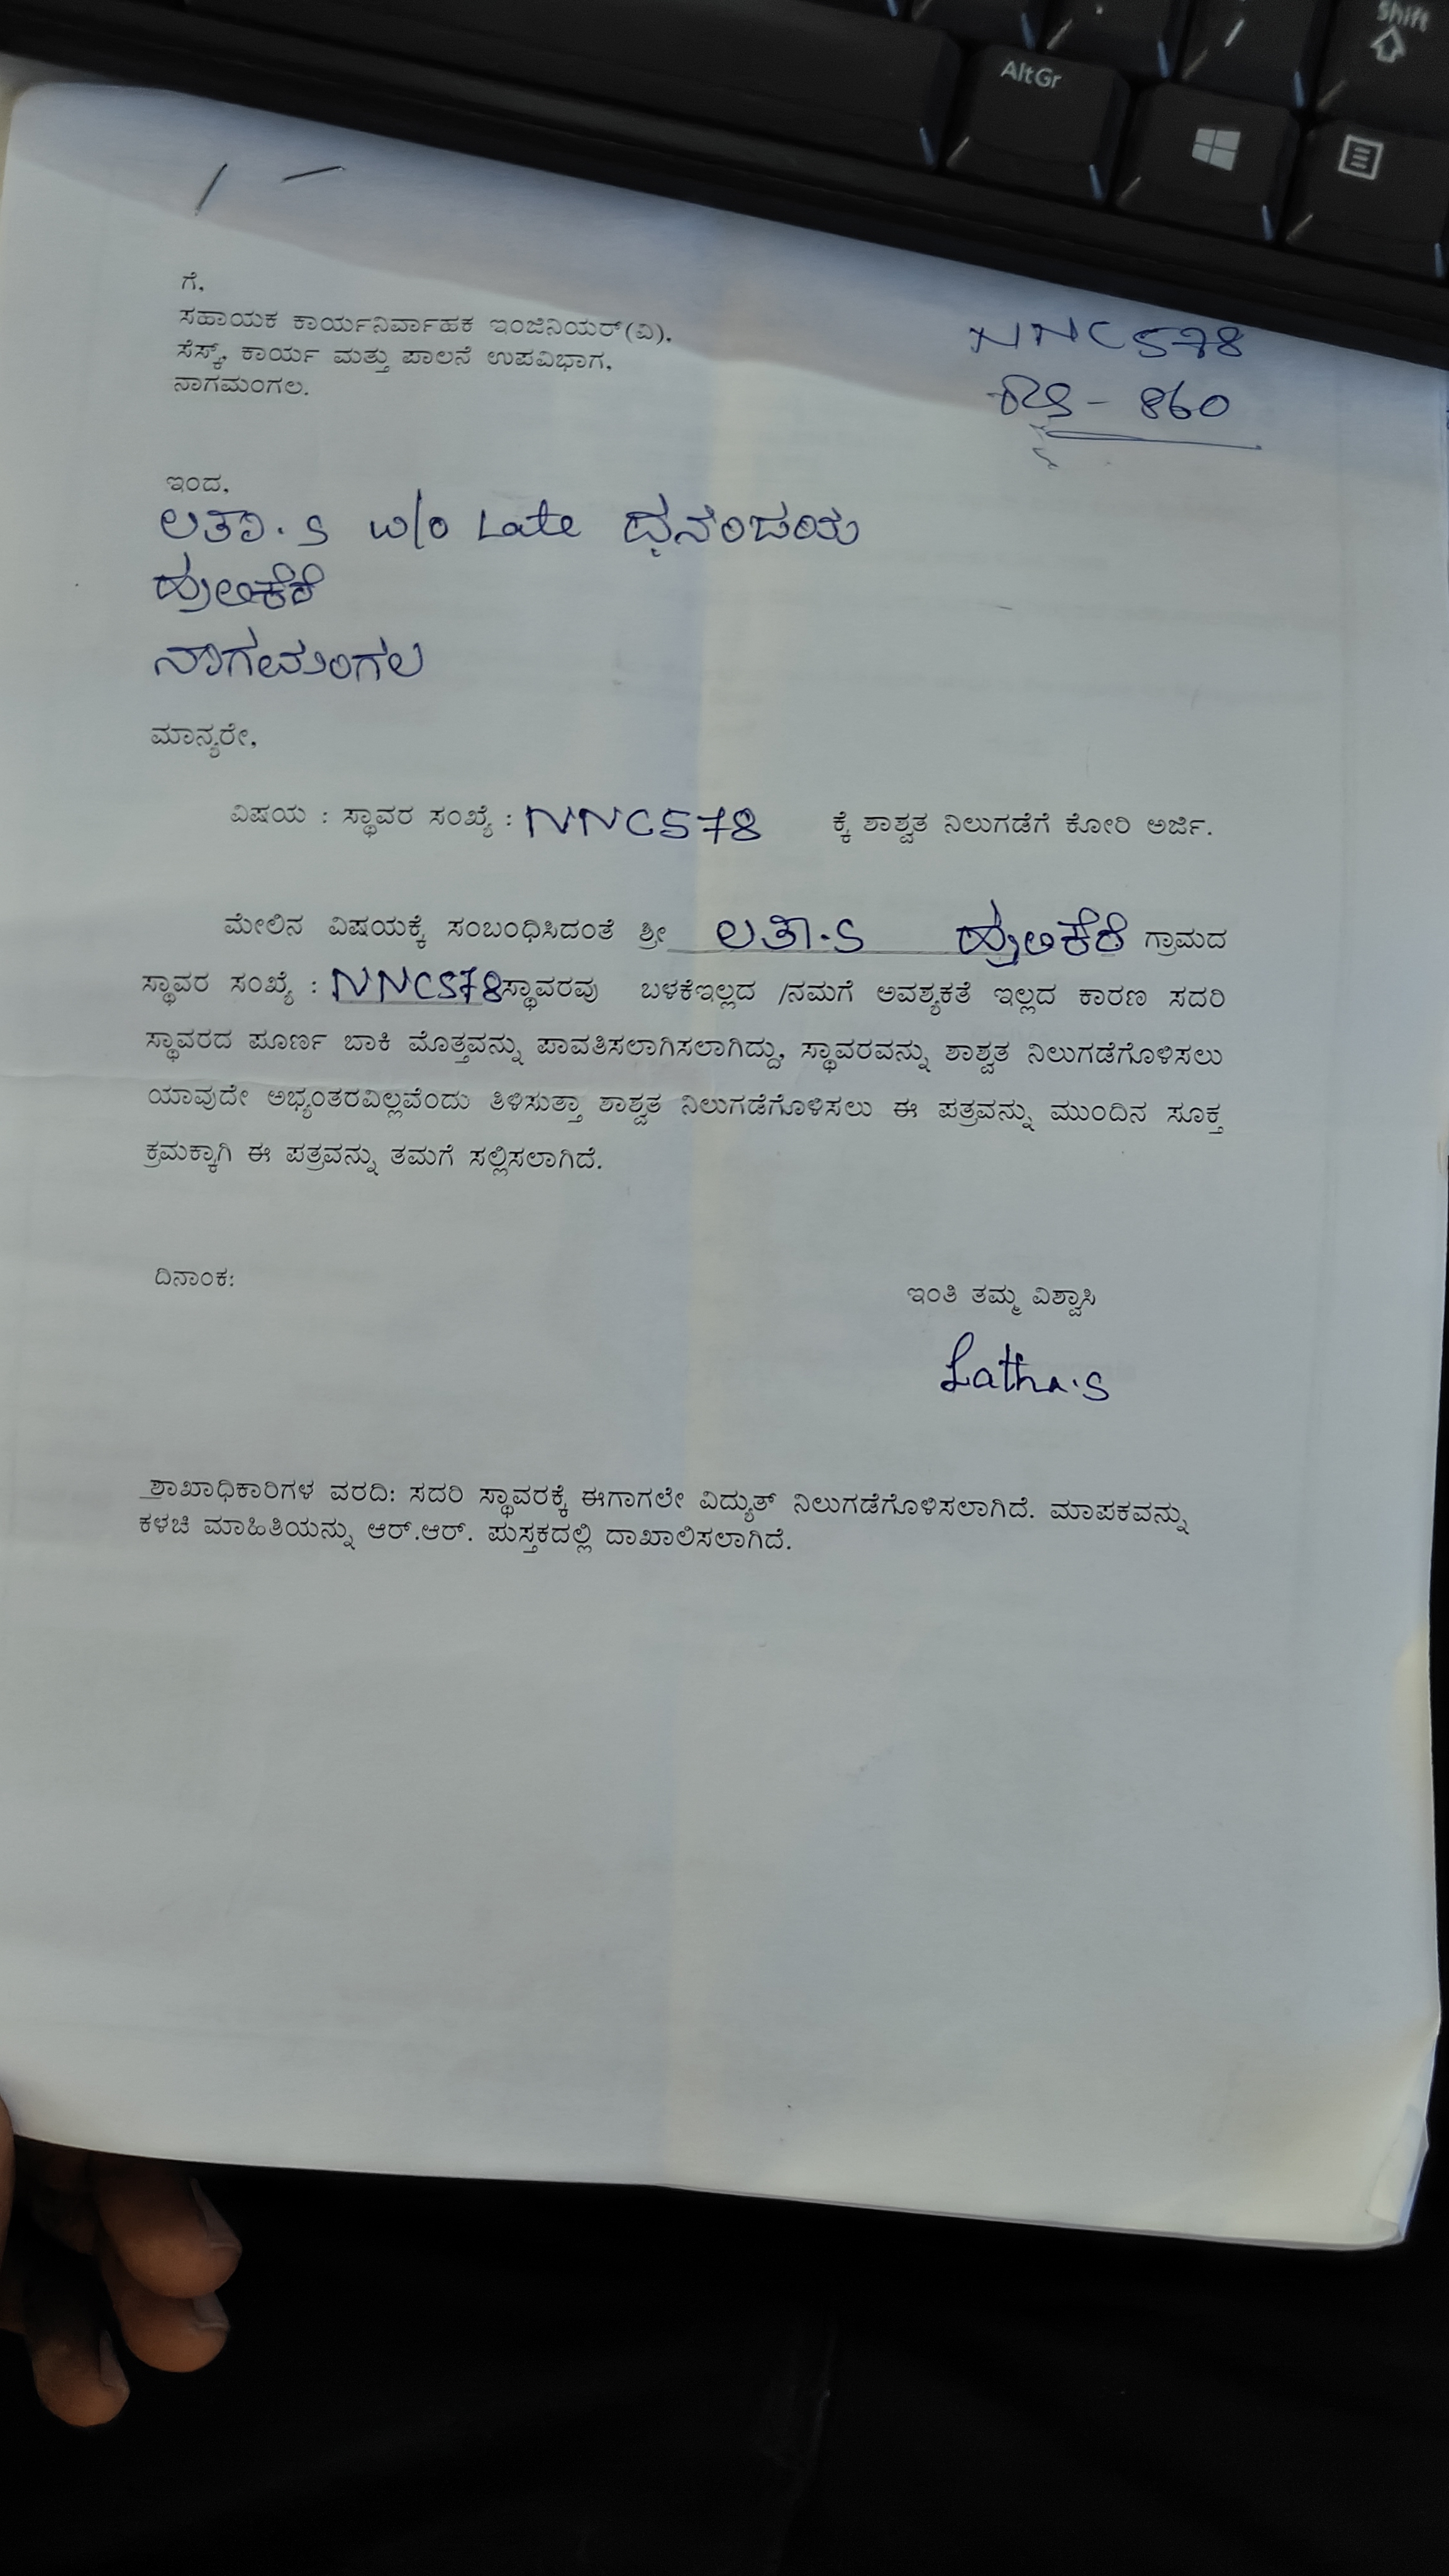 Shift
AltGr
ಗೆ,
ಸಹಾಯಕ ಕಾರ್ಯನಿರ್ವಾಹಕ ಇಂಜಿನಿಯರ್(ವಿ),
ಸೆಸ್ಕ್, ಕಾರ್ಯ ಮತ್ತು ಪಾಲನೆ ಉಪವಿಭಾಗ,
ನಾಗಮಂಗಲ.
NNC578
860
ಇಂದ,
ಲತಾ.S w/o Late ಧನಂಜಯ
ಹುಲಿಕೆರೆ
ನಾಗಮಂಗಲ
ಮಾನ್ಯರೇ,
ವಿಷಯ : ಸ್ಥಾವರ ಸಂಖ್ಯೆ : NNC578 ಕ್ಕೆ ಶಾಶ್ವತ ನಿಲುಗಡೆಗೆ ಕೋರಿ ಅರ್ಜಿ.
ಮೇಲಿನ ವಿಷಯಕ್ಕೆ ಸಂಬಂಧಿಸಿದಂತೆ ಶ್ರೀ ಲತಾ.S ಹುಲಿಕೆರೆ ಗ್ರಾಮದ
ಸ್ಥಾವರ ಸಂಖ್ಯೆ : NNC578 ಸ್ಥಾವರವು ಬಳಕೆಇಲ್ಲದ /ನಮಗೆ ಅವಶ್ಯಕತೆ ಇಲ್ಲದ ಕಾರಣ ಸದರಿ
ಸ್ಥಾವರದ ಪೂರ್ಣ ಬಾಕಿ ಮೊತ್ತವನ್ನು ಪಾವತಿಸಲಾಗಿಸಲಾಗಿದ್ದು, ಸ್ಥಾವರವನ್ನು ಶಾಶ್ವತ ನಿಲುಗಡೆಗೊಳಿಸಲು
ಯಾವುದೇ ಅಭ್ಯಂತರವಿಲ್ಲವೆಂದು ತಿಳಿಸುತ್ತಾ ಶಾಶ್ವತ ನಿಲುಗಡೆಗೊಳಿಸಲು ಈ ಪತ್ರವನ್ನು ಮುಂದಿನ ಸೂಕ್ತ
ಕ್ರಮಕ್ಕಾಗಿ ಈ ಪತ್ರವನ್ನು ತಮಗೆ ಸಲ್ಲಿಸಲಾಗಿದೆ.
ದಿನಾಂಕ:
ಇಂತಿ ತಮ್ಮ ವಿಶ್ವಾಸಿ
Latha.S
ಶಾಖಾಧಿಕಾರಿಗಳ ವರದಿ: ಸದರಿ ಸ್ಥಾವರಕ್ಕೆ ಈಗಾಗಲೇ ವಿದ್ಯುತ್ ನಿಲುಗಡೆಗೊಳಿಸಲಾಗಿದೆ. ಮಾಪಕವನ್ನು
ಕಳಚಿ ಮಾಹಿತಿಯನ್ನು ಆರ್.ಆರ್. ಪುಸ್ತಕದಲ್ಲಿ ದಾಖಾಲಿಸಲಾಗಿದೆ.